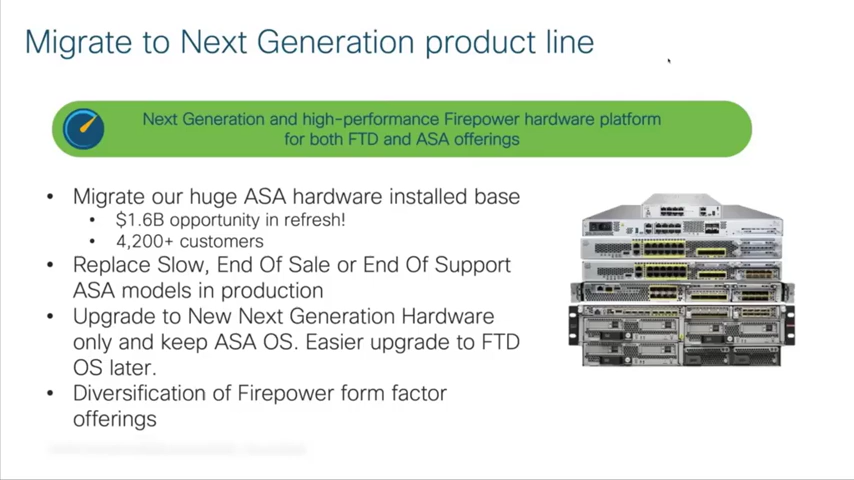 Migrate to Next Generation product line
Next Generation and high-performance Firepower hardware platform
for both FTD and ASA offerings
• Migrate our huge ASA hardware installed base
• $1.6B opportunity in refresh!
• 4,200+ customers
• Replace Slow, End Of Sale or End Of Support
ASA models in production
• Upgrade to New Next Generation Hardware
only and keep ASA OS. Easier upgrade to FTD
OS later.
• Diversification of Firepower form factor
offerings